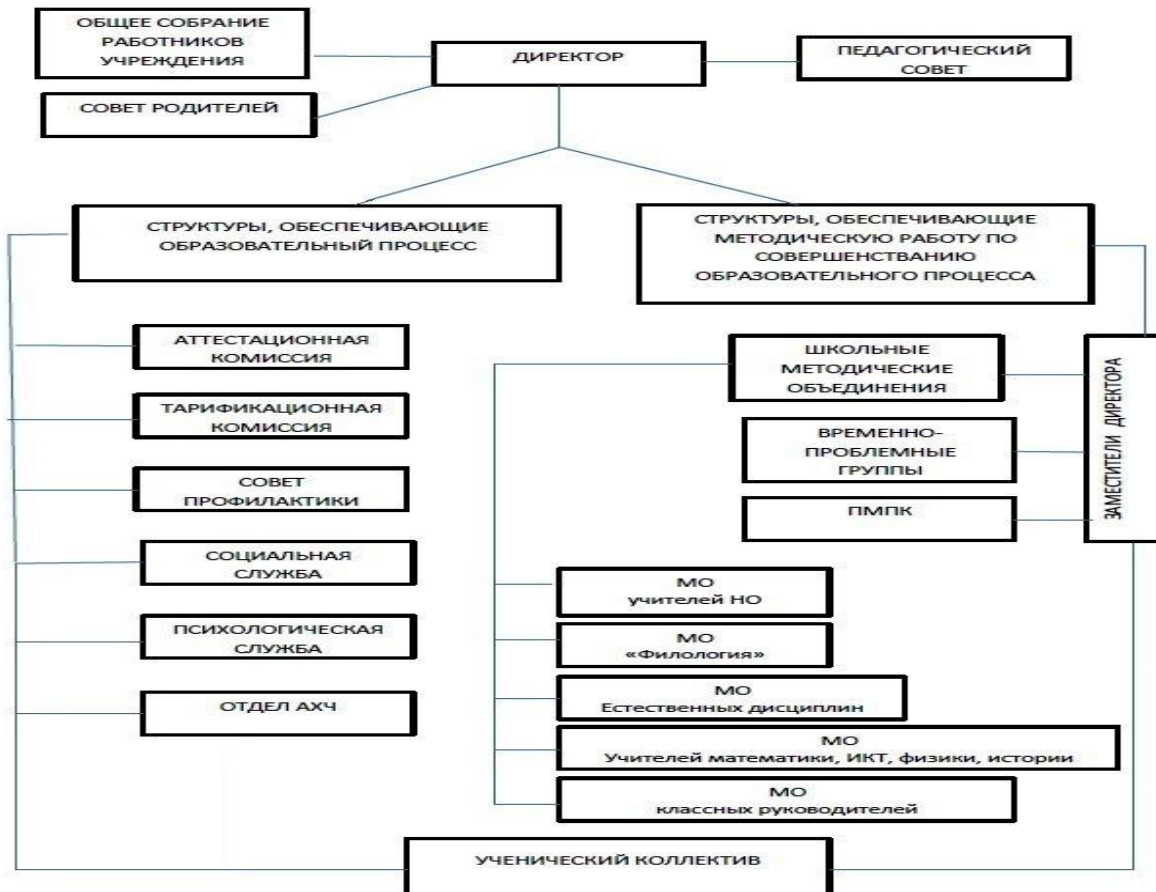 ОБЩЕЕ СОБРАНИЕ
РАБОТНИКОВ
УЧРЕЖДЕНИЯ
ДИРЕКТОР
ПЕДАГОГИЧЕСКИЙ
СОВЕТ
СОВЕТ РОДИТЕЛЕЙ
СТРУКТУРЫ, ОБЕСПЕЧИВАЮЩИЕ
ОБРАЗОВАТЕЛЬНЫЙ ПРОЦЕСС
СТРУКТУРЫ, ОБЕСПЕЧИВАЮЩИЕ
МЕТОДИЧЕСКУЮ РАБОТУ ПО
СОВЕРШЕНСТВАНИЮ
ОБРАЗОВАТЕЛЬНОГО ПРОЦЕССА
АТТЕСТАЦИОННАЯ
КОМИССИЯ
ТАРИФИКАЦИОННАЯ
КОМИССИЯ
СОВЕТ
ПРОФИЛАКТИКИ
СОЦИАЛЬНАЯ
СЛУЖБА
ПСИХОЛОГИЧЕСКАЯ
СЛУЖБА
ОТДЕЛ АХЧ
ШКОЛЬНЫЕ
МЕТОДИЧЕСКИЕ
ОБЪЕДИНЕНИЯ
ВРЕМЕННО-
ПРОБЛЕМНЫЕ
ГРУППЫ
ПМПК
ЗАМЕСТИТЕЛИ ДИРЕКТОРА
МО
учителей НО
МО
«Филология»
МО
Естественных дисциплин
МО
Учителей математики, ИКТ, физики, истории
МО
классных руководителей
УЧЕНИЧЕСКИЙ КОЛЛЕКТИВ